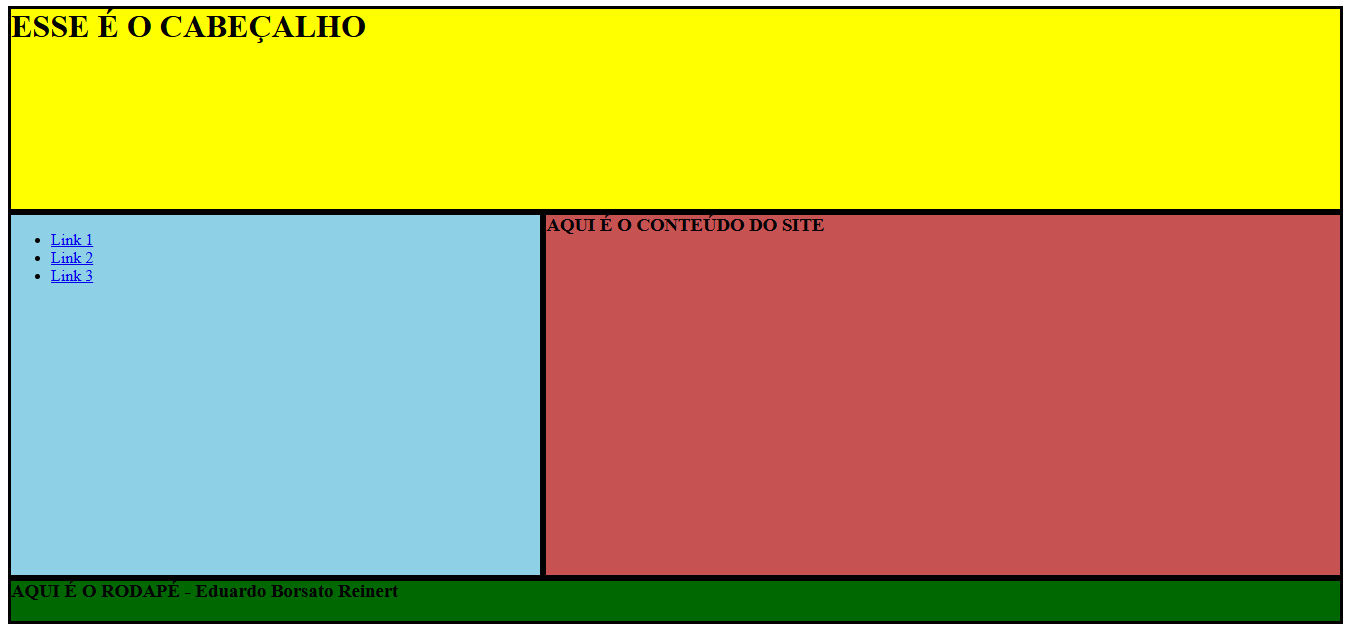 ESSE É O CABEÇALHO
Link 1
Link 2
Link 3
AQUI É O CONTEÚDO DO SITE
AQUI É O RODAPÉ - Eduardo Borsato Reinert